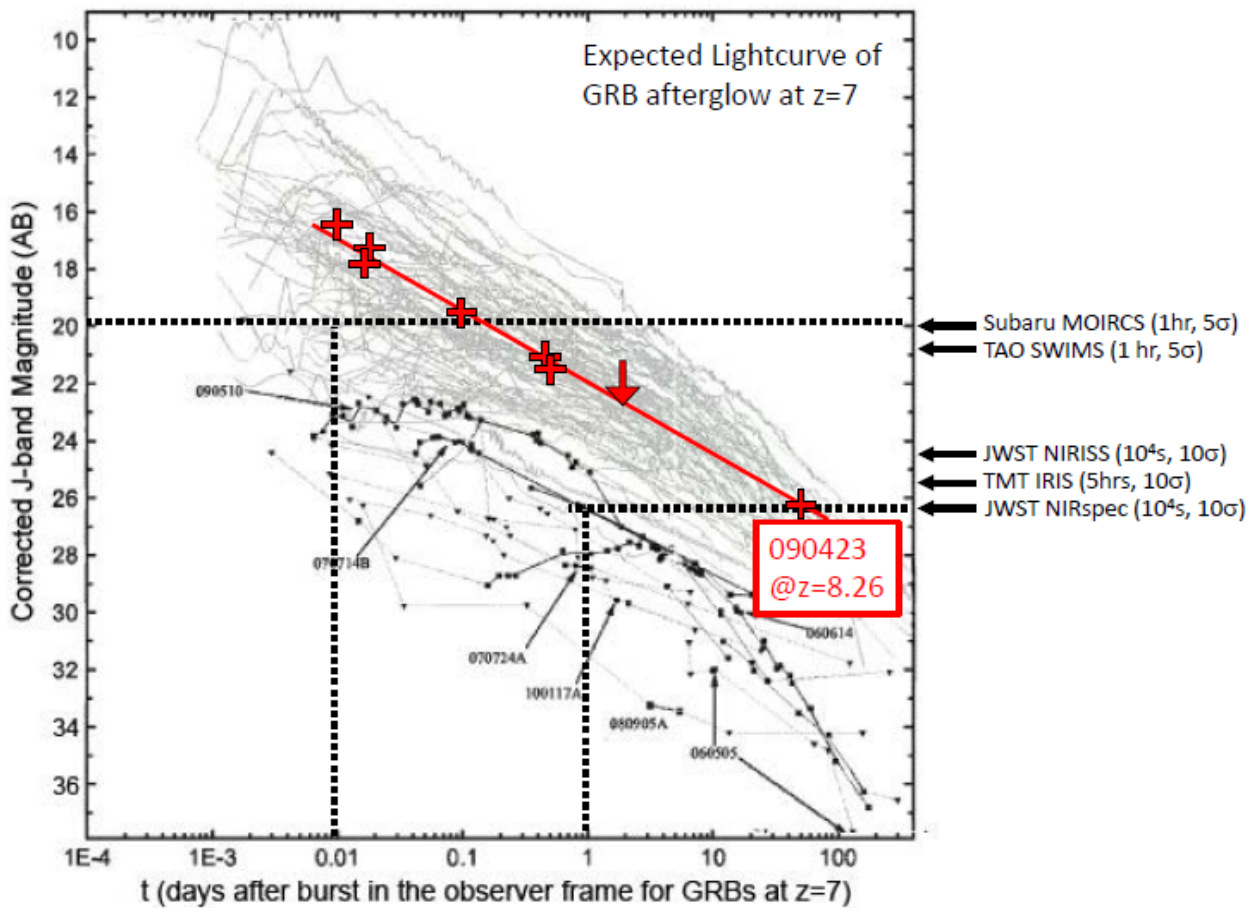 Expected Lightcurve of
GRB afterglow at z=7
Corrected J-band Magnitude (AB)
9
10
12
14
16
18
20
22
24
26
28
30
32
34
36
Subaru MOIRCS (1hr, 5σ)
TAO SWIMS (1 hr, 5σ)
JWST NIRISS (10⁴s, 10σ)
TMT IRIS (5hrs, 10σ)
JWST NIRspec (10⁴s, 10σ)
090510
070714B
090423
@z=8.26
060614
070724A
100117A
080905A
060505
1E-4
1E-3
0.01
0.1
1
10
100
t (days after burst in the observer frame for GRBs at z=7)